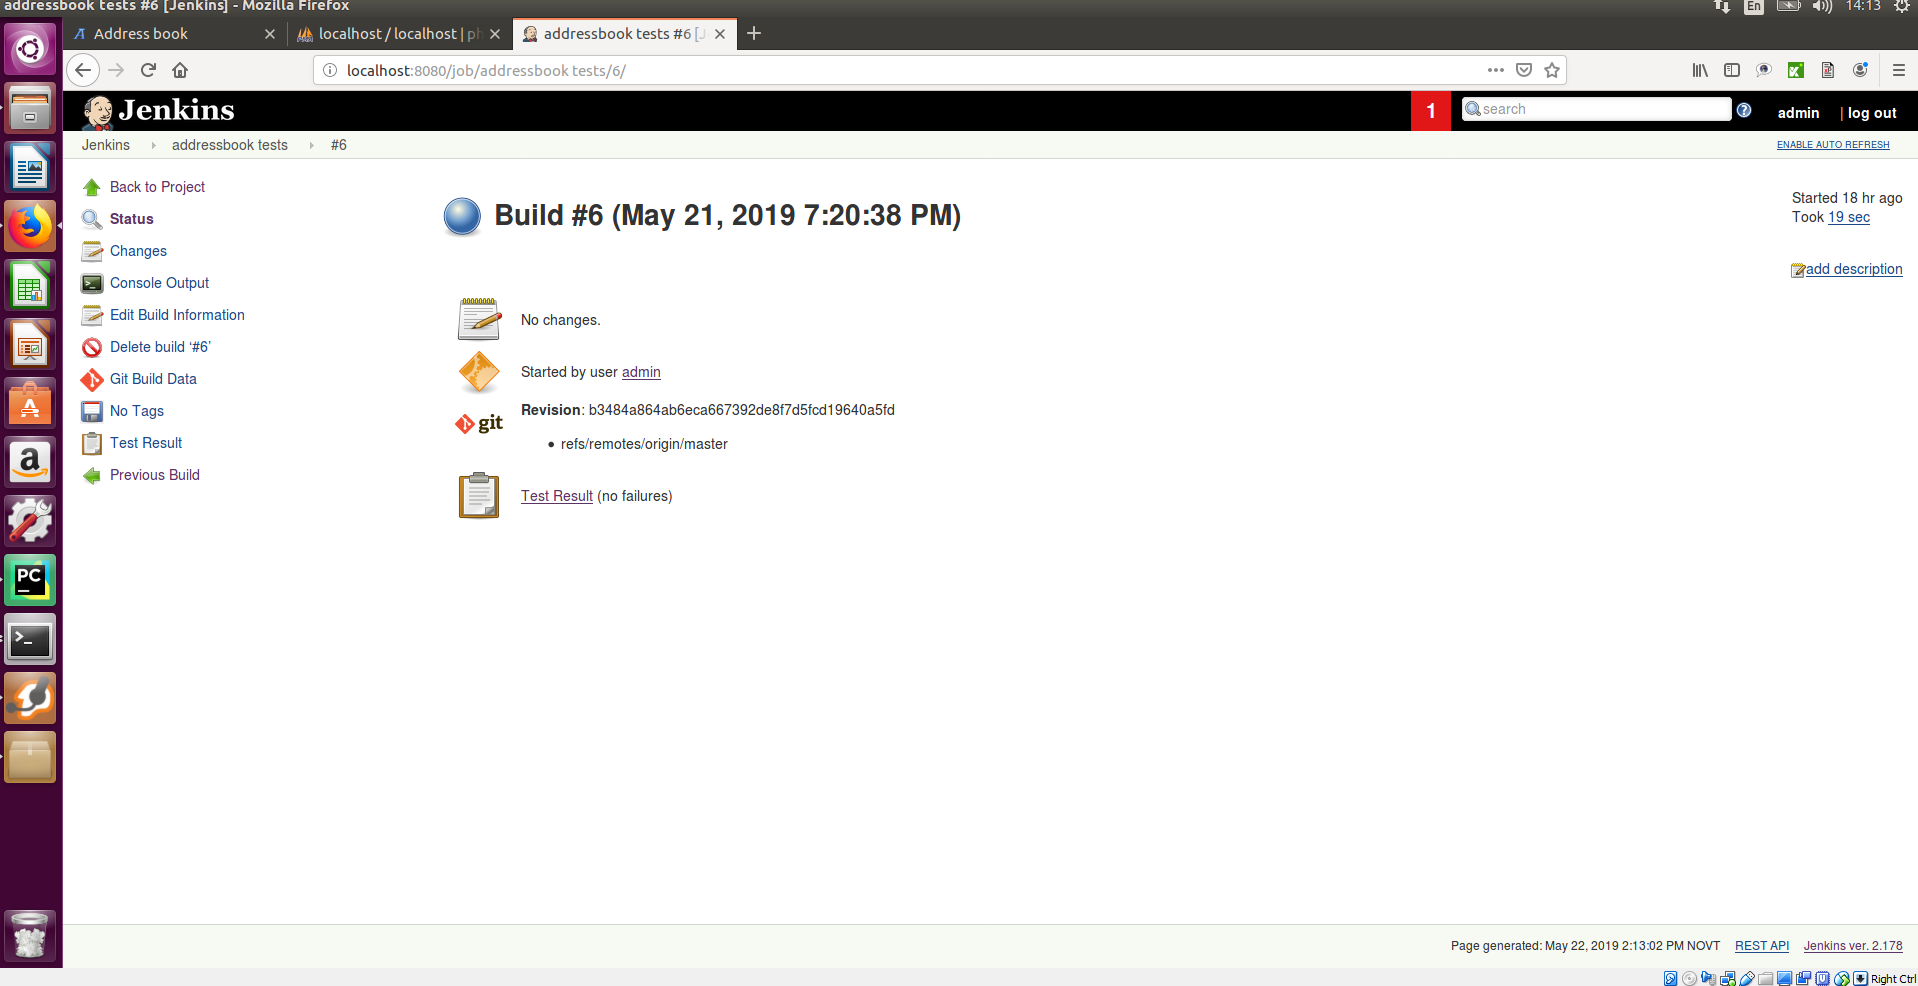 addressbook tests #6 [Jenkins] - Mozilla Firefox
En
14:13
Address book
localhost / localhost | ph
addressbook tests #6 [J
localhost:8080/job/addressbook tests/6/
Jenkins
1
search
admin
| log out
Jenkins
addressbook tests
#6
ENABLE AUTO REFRESH
Back to Project
Status
Changes
Console Output
Edit Build Information
Delete build ‘#6’
Git Build Data
No Tags
Test Result
Previous Build
Build #6 (May 21, 2019 7:20:38 PM)
Started 18 hr ago
Took 19 sec
add description
No changes.
Started by user admin
git
Revision: b3484a864ab6eca667392de8f7d5fcd19640a5fd
refs/remotes/origin/master
Test Result (no failures)
PC
Page generated: May 22, 2019 2:13:02 PM NOVT
REST API
Jenkins ver. 2.178
Right Ctrl